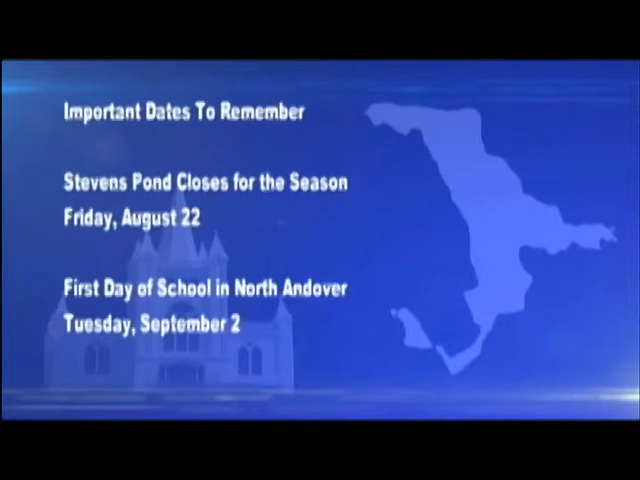 Important Dates To Remember
Stevens Pond Closes for the Season
Friday, August 22
First Day of School in North Andover
Tuesday, September 2